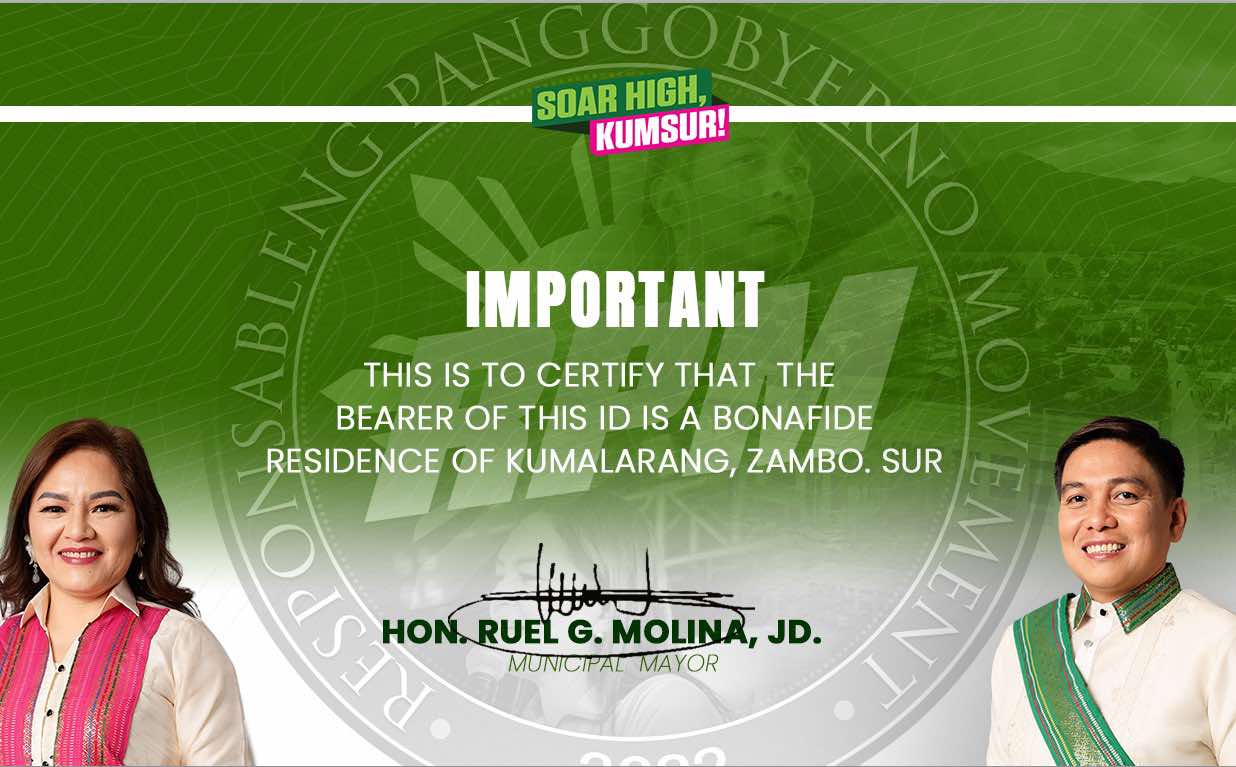 RESPONSABLENG PANGGOBYERNO MOVEMENT
SOAR HIGH,
KUMSUR!
RPM
IMPORTANT
THIS IS TO CERTIFY THAT THE
BEARER OF THIS ID IS A BONAFIDE
RESIDENCE OF KUMALARANG, ZAMBO. SUR
HON. RUEL G. MOLINA, JD.
MUNICIPAL MAYOR